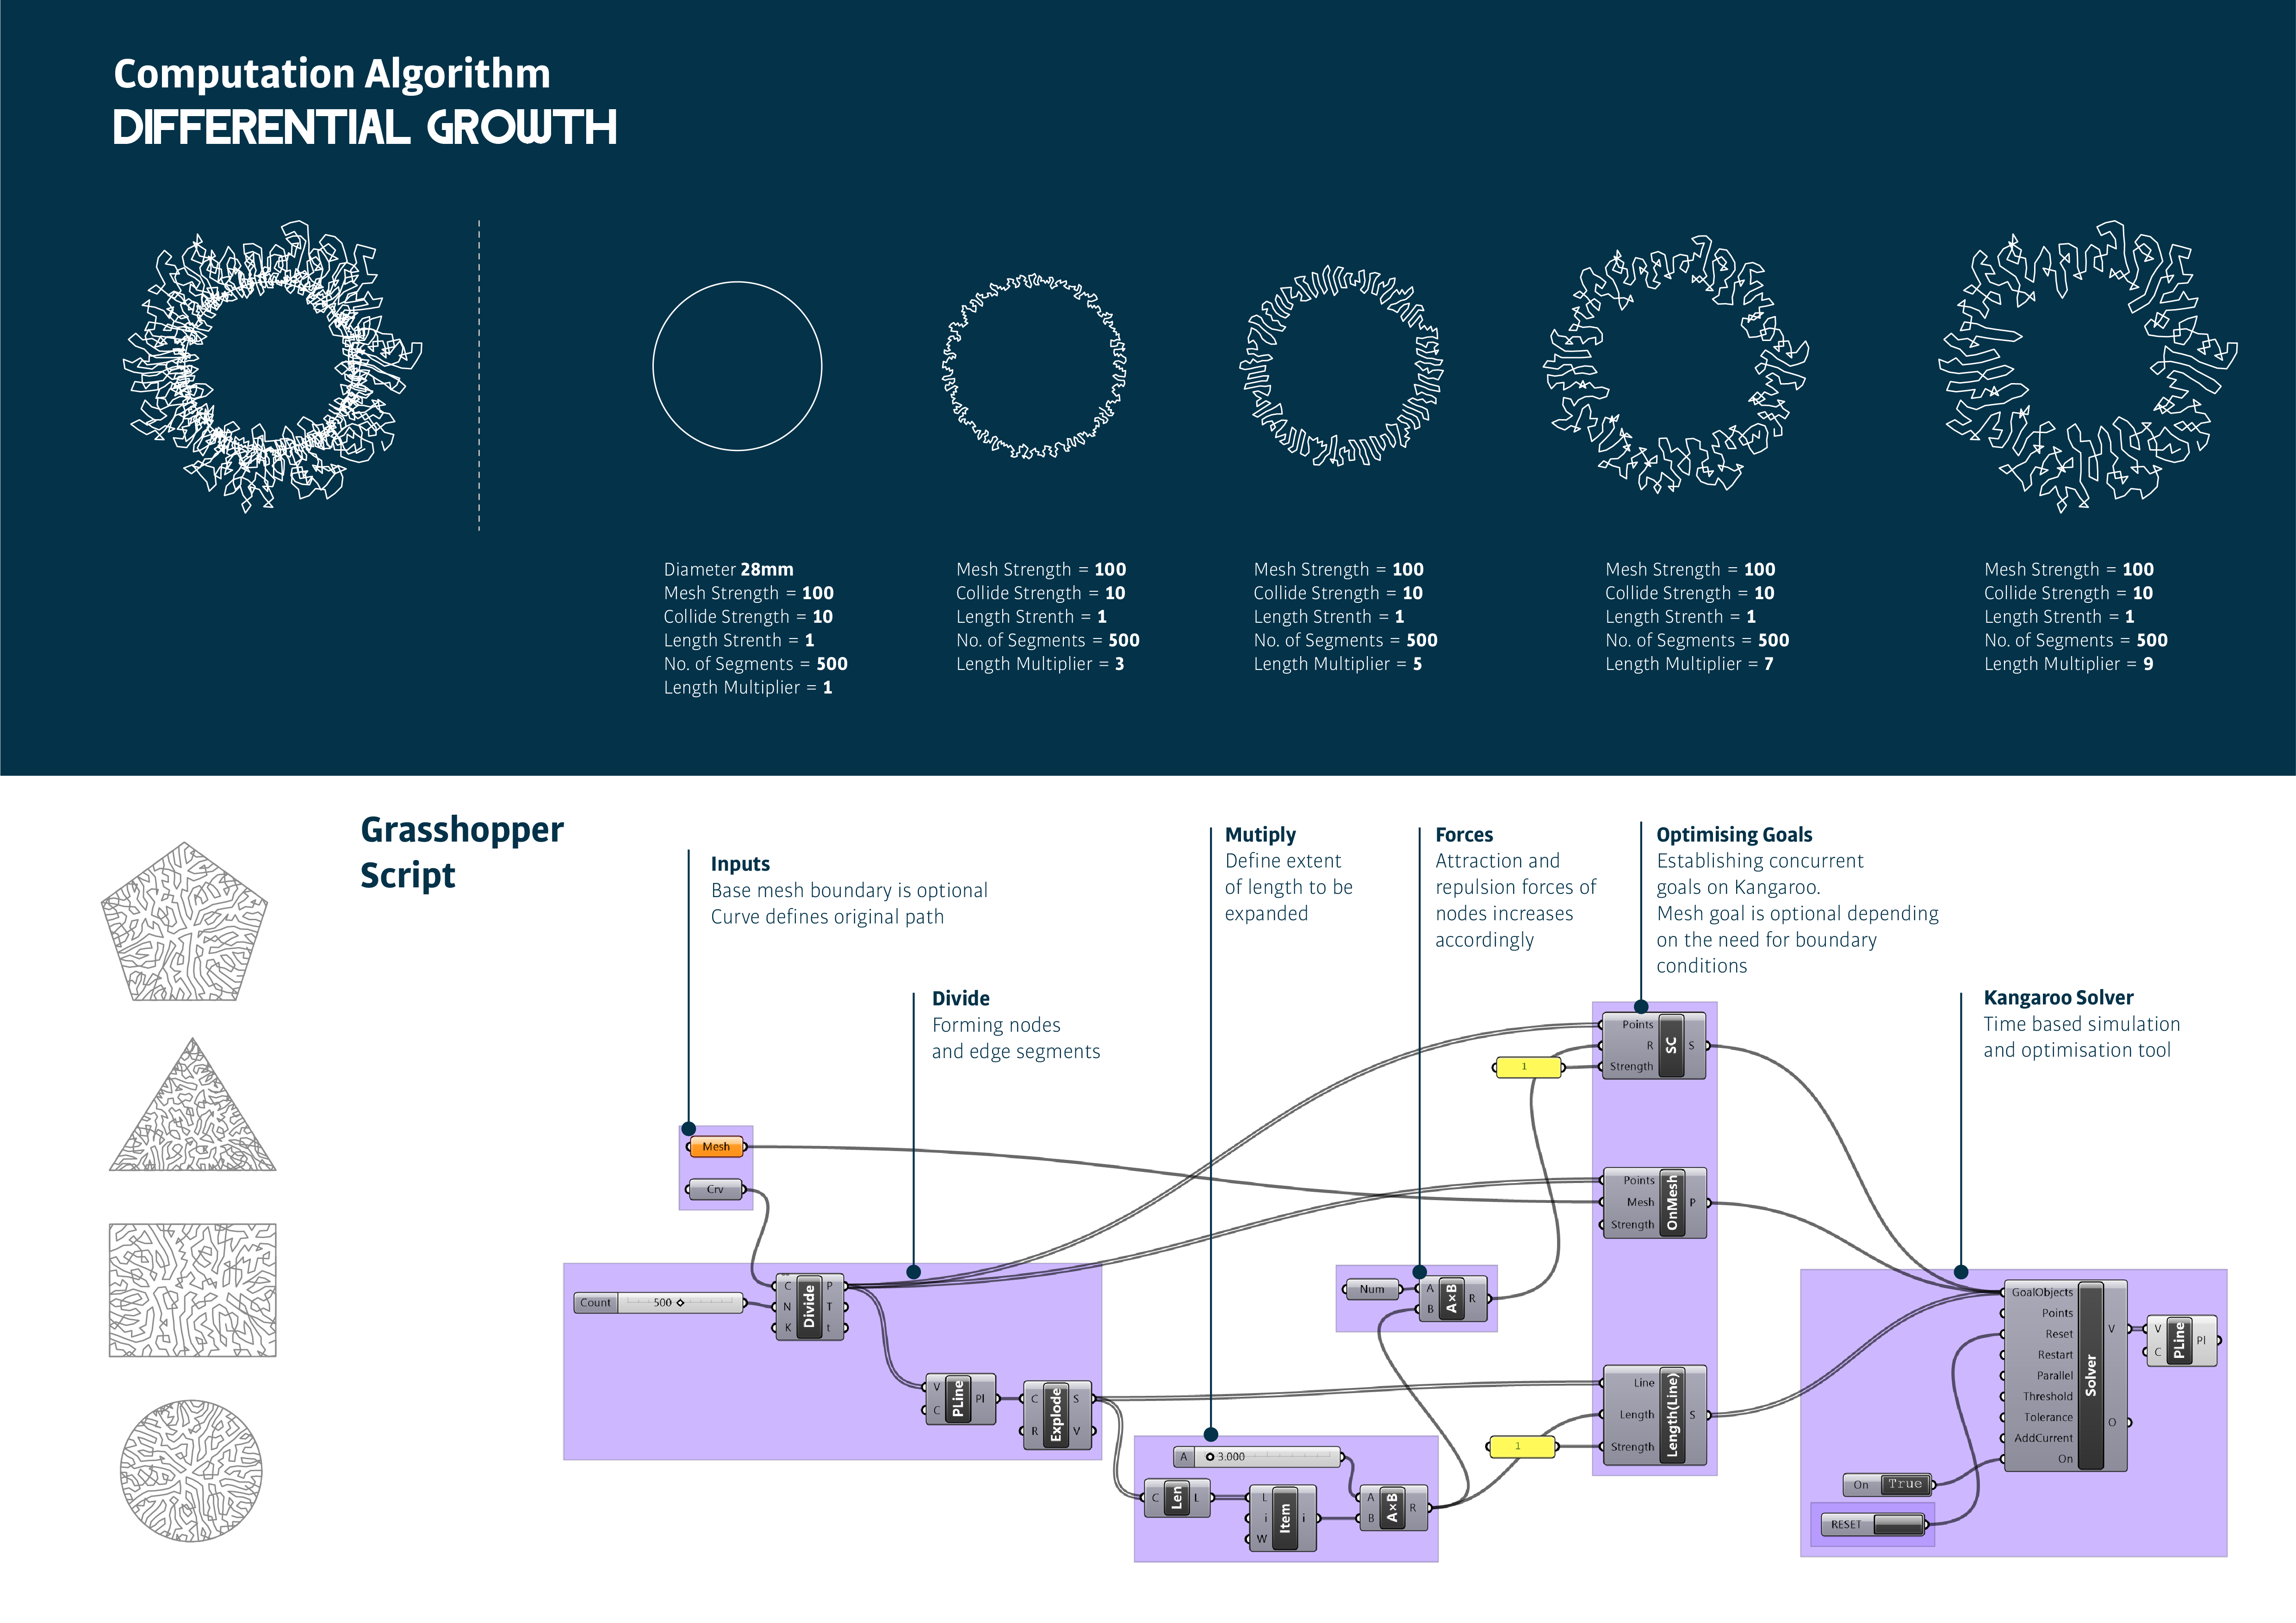 Computation Algorithm
DIFFERENTIAL GROWTH
Diameter 28mm
Mesh Strength = 100
Collide Strength = 10
Length Strenth = 1
No. of Segments = 500
Length Multiplier = 1
Mesh Strength = 100
Collide Strength = 10
Length Strenth = 1
No. of Segments = 500
Length Multiplier = 3
Mesh Strength = 100
Collide Strength = 10
Length Strenth = 1
No. of Segments = 500
Length Multiplier = 5
Mesh Strength = 100
Collide Strength = 10
Length Strenth = 1
No. of Segments = 500
Length Multiplier = 7
Mesh Strength = 100
Collide Strength = 10
Length Strenth = 1
No. of Segments = 500
Length Multiplier = 9
Grasshopper
Script
Inputs
Base mesh boundary is optional
Curve defines original path
Divide
Forming nodes
and edge segments
Mutiply
Define extent
of length to be
expanded
Forces
Attraction and
repulsion forces of
nodes increases
accordingly
Optimising Goals
Establishing concurrent
goals on Kangaroo.
Mesh goal is optional depending
on the need for boundary
conditions
Kangaroo Solver
Time based simulation
and optimisation tool
Mesh
Crv
Count 500
C
N
K
Divide
P
T
t
V
C
PLine
Pl
C
R
Explode
S
V
A 3.000
C
Len
L
L
i
W
Item
i
A
B
A×B
R
Num
A
B
A×B
R
1
Points
R
Strength
SC
S
Points
Mesh
Strength
OnMesh
P
1
Line
Length
Strength
Length(Line)
S
GoalObjects
Points
Reset
Restart
Parallel
Threshold
Tolerance
AddCurrent
On
Solver
V
O
V
C
PLine
Pl
On True
RESET